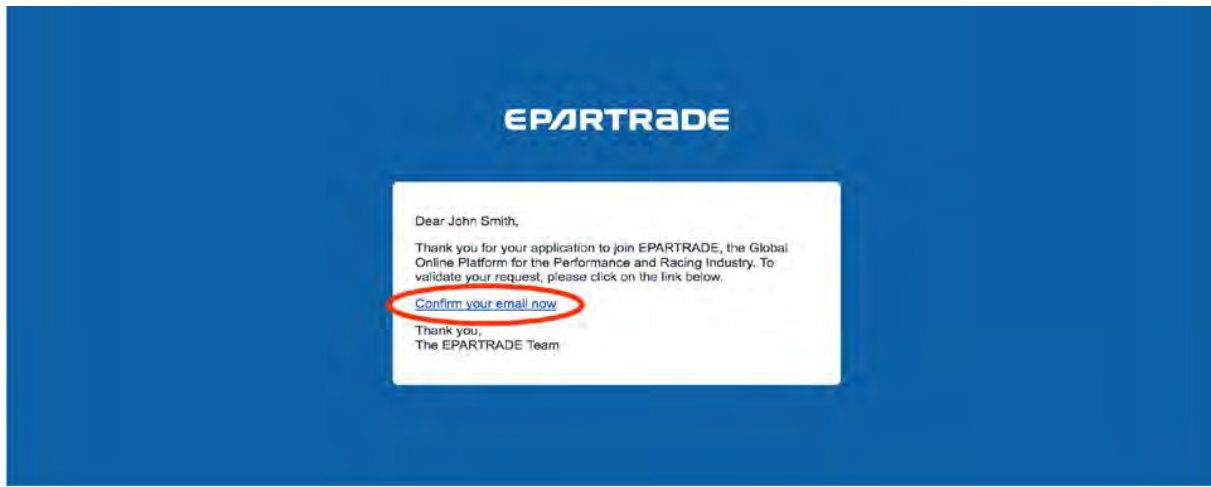 EPARTRADE
Dear John Smith,
Thank you for your application to join EPARTRADE, the Global
Online Platform for the Performance and Racing Industry. To
validate your request, please click on the link below.
Confirm your email now
Thank you,
The EPARTRADE Team